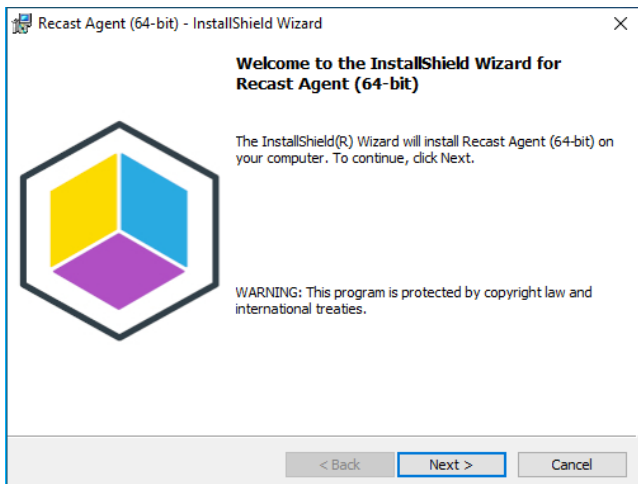 Recast Agent (64-bit) - InstallShield Wizard
Welcome to the InstallShield Wizard for
Recast Agent (64-bit)
The InstallShield(R) Wizard will install Recast Agent (64-bit) on
your computer. To continue, click Next.
WARNING: This program is protected by copyright law and
international treaties.
< Back Next > Cancel